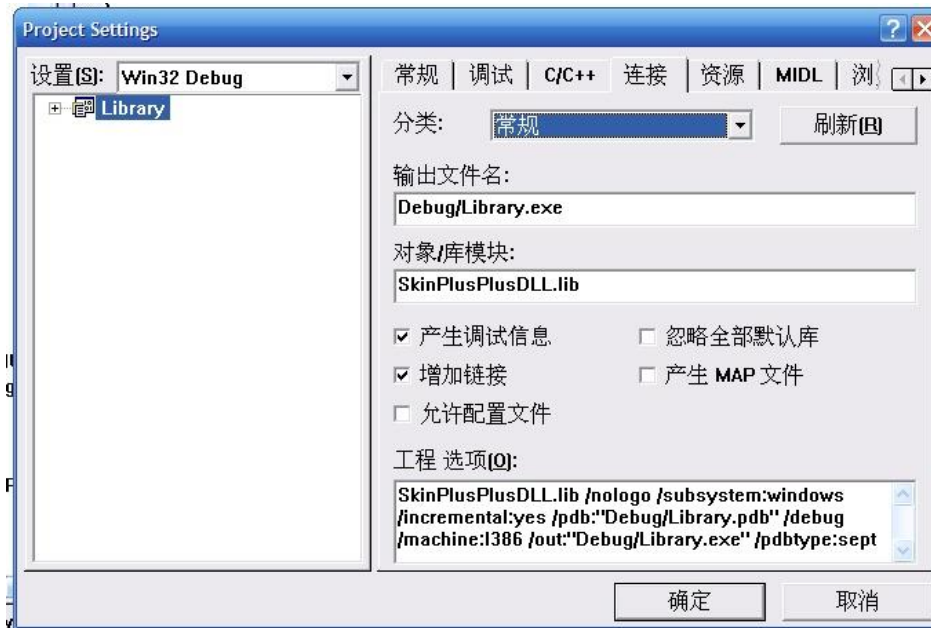 Project Settings
设置[S]: Win32 Debug
Library
常规 调试 C/C++ 连接 资源 MIDL
分类: 常规 刷新[R]
输出文件名:
Debug/Library.exe
对象/库模块:
SkinPlusPlusDLL.lib
产生调试信息 忽略全部默认库
增加链接 产生 MAP 文件
允许配置文件
工程 选项[O]:
SkinPlusPlusDLL.lib /nologo /subsystem:windows
/incremental:yes /pdb:"Debug/Library.pdb" /debug
/machine:I386 /out:"Debug/Library.exe" /pdbtype:sept
确定 取消